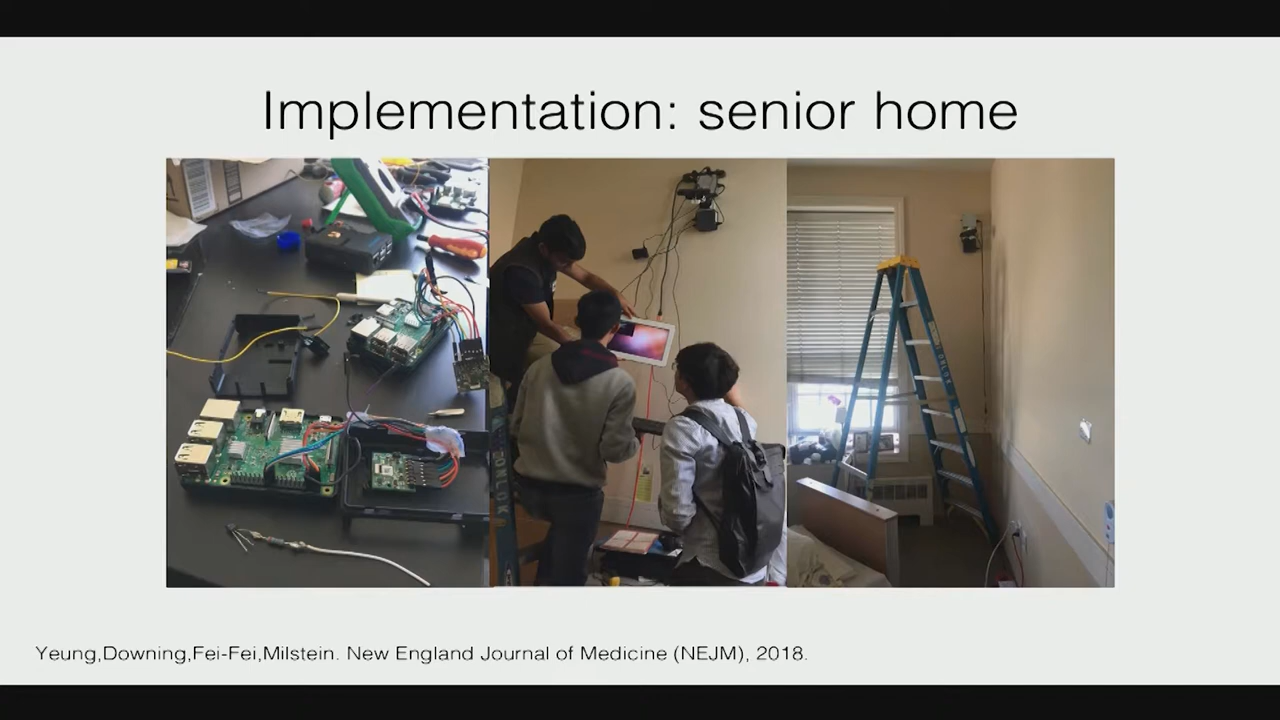 Implementation: senior home
Yeung,Downing,Fei-Fei,Milstein. New England Journal of Medicine (NEJM), 2018.